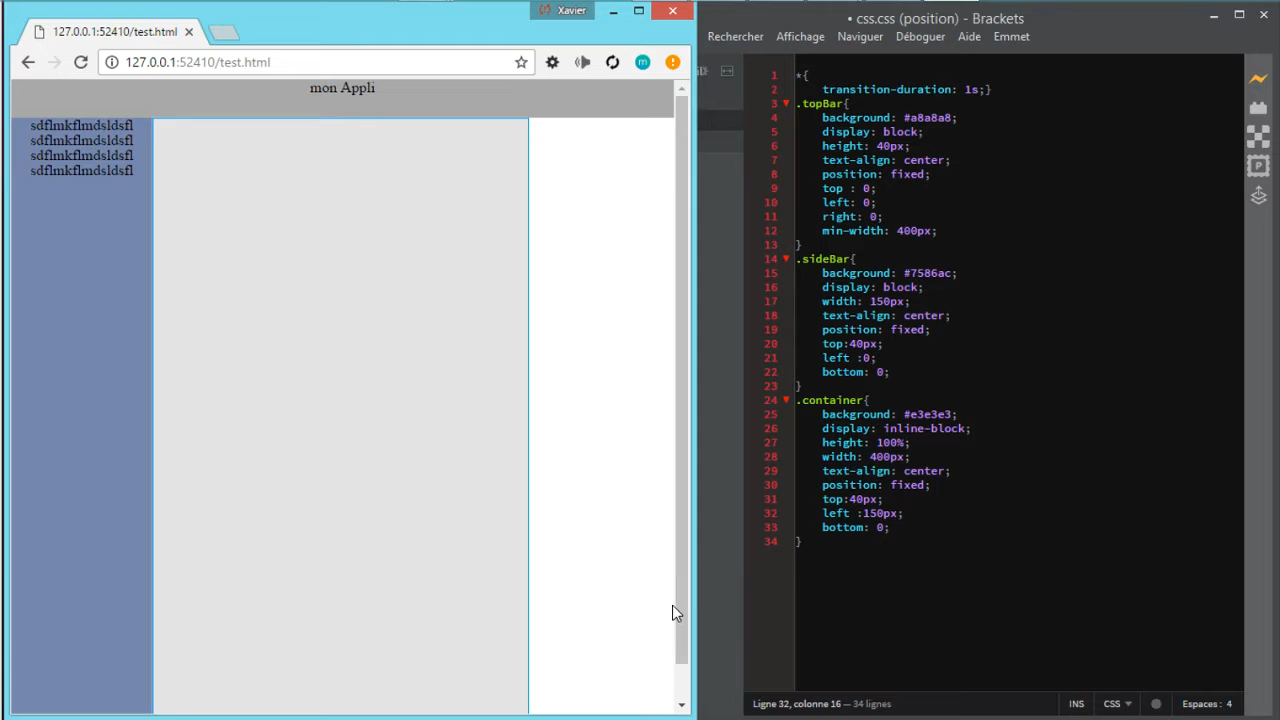 Xavier
127.0.0.1:52410/test.html
127.0.0.1:52410/test.html
m
mon Appli
sdflmkflmdsldsfl
sdflmkflmdsldsfl
sdflmkflmdsldsfl
sdflmkflmdsldsfl
• css.css (position) - Brackets
Rechercher Affichage Naviguer Déboguer Aide Emmet
1 *{
2 transition-duration: 1s;}
3 .topBar{
4 background: #a8a8a8;
5 display: block;
6 height: 40px;
7 text-align: center;
8 position: fixed;
9 top : 0;
10 left: 0;
11 right: 0;
12 min-width: 400px;
13 }
14 .sideBar{
15 background: #7586ac;
16 display: block;
17 width: 150px;
18 text-align: center;
19 position: fixed;
20 top:40px;
21 left :0;
22 bottom: 0;
23 }
24 .container{
25 background: #e3e3e3;
26 display: inline-block;
27 height: 100%;
28 width: 400px;
29 text-align: center;
30 position: fixed;
31 top:40px;
32 left :150px;
33 bottom: 0;
34 }
P
Ligne 32, colonne 16 — 34 lignes INS CSS Espaces : 4